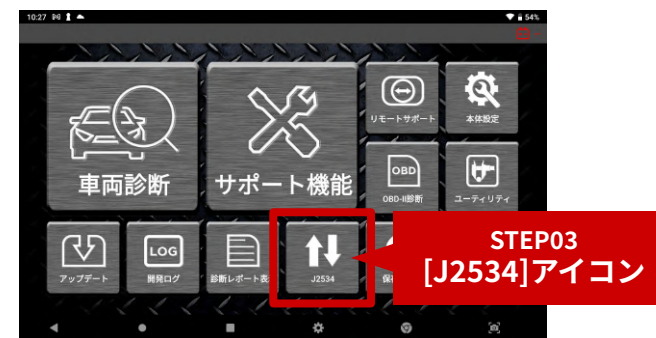 10:27
54%
車両診断
サポート機能
リモートサポート
本体設定
OBD
OBD-II診断
ユーティリティ
アップデート
LOG
開発ログ
診断レポート表
J2534
保
STEP03
[J2534]アイコン